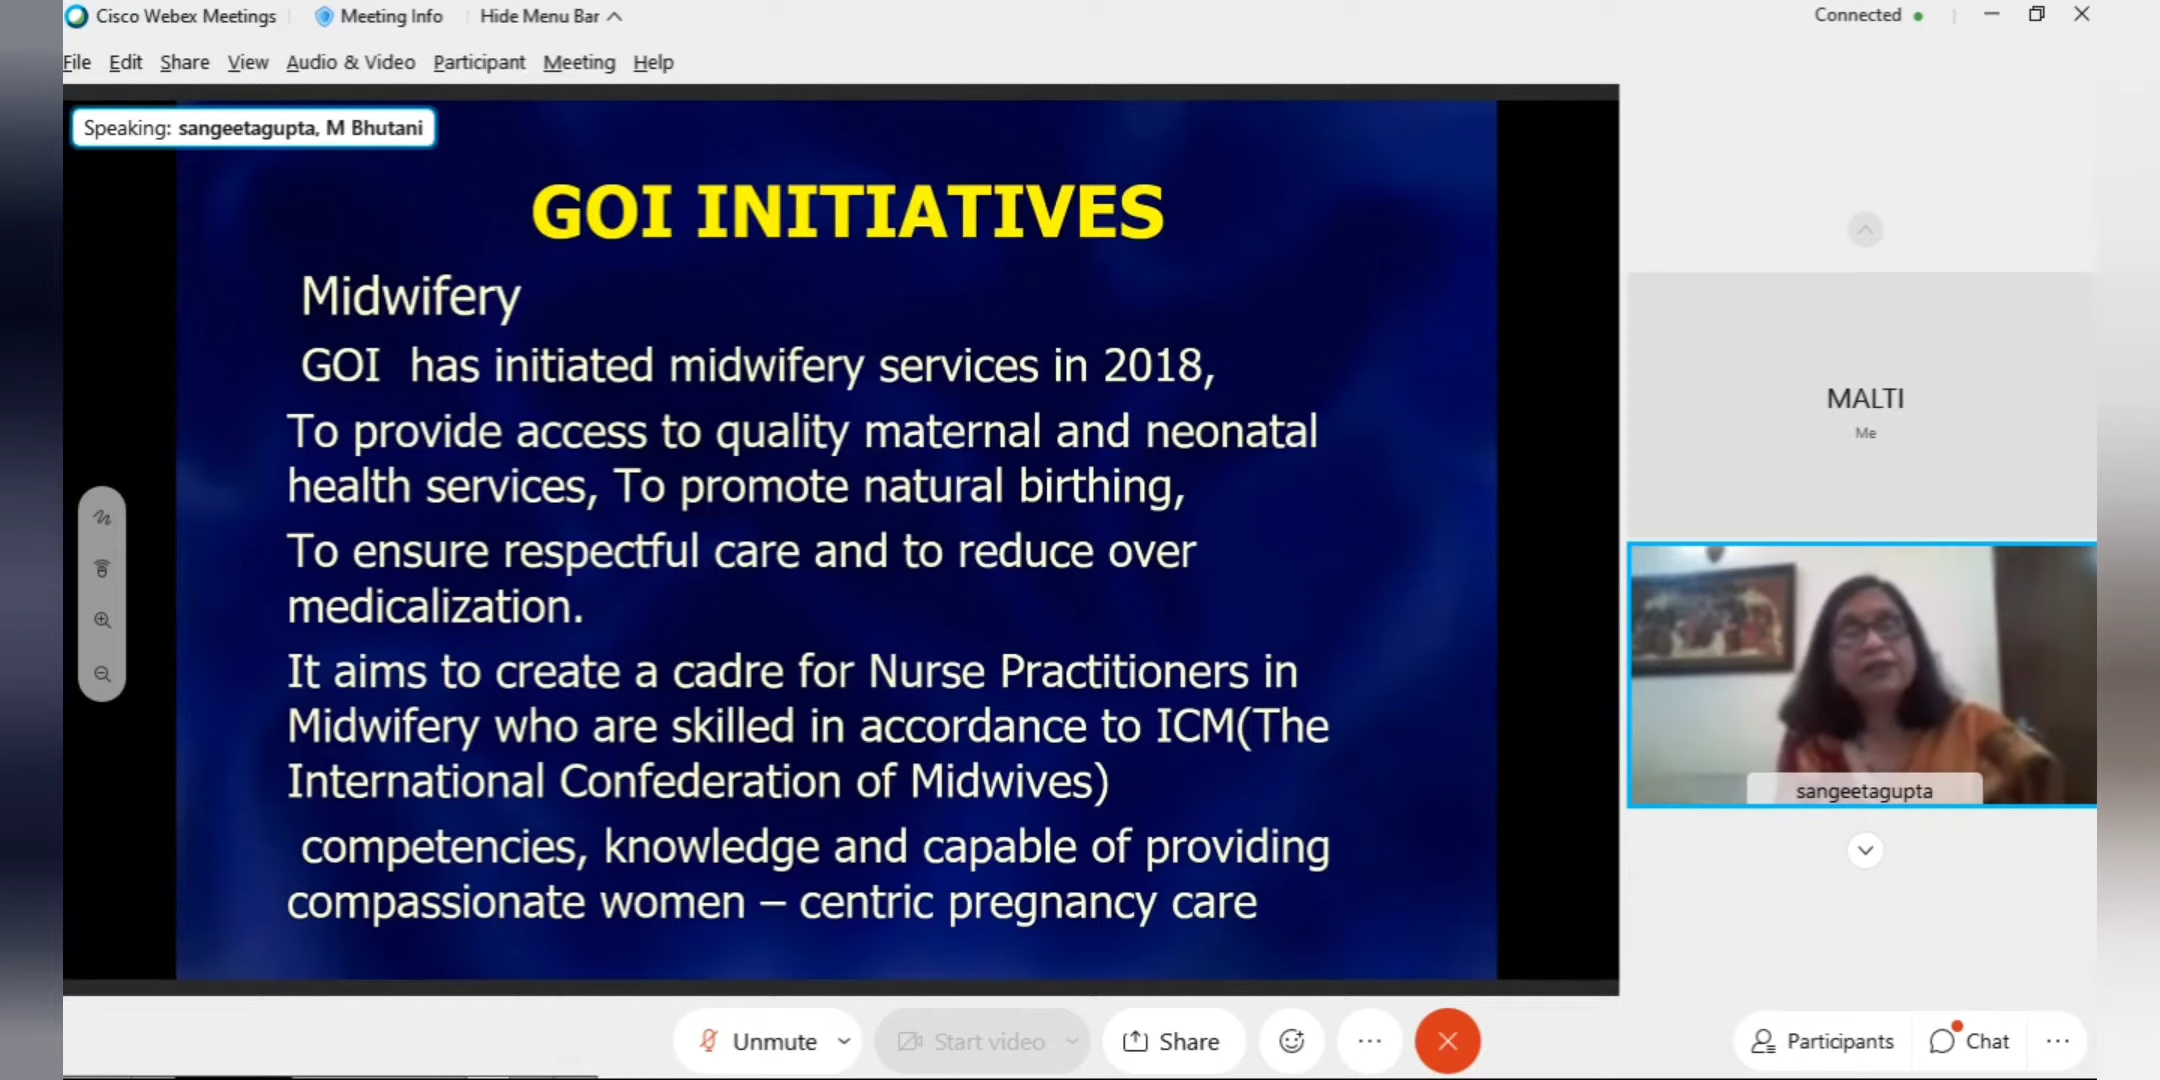 Cisco Webex Meetings Meeting Info Hide Menu Bar Connected
File Edit Share View Audio & Video Participant Meeting Help
Speaking: sangeetagupta, M Bhutani
GOI INITIATIVES
Midwifery
GOI has initiated midwifery services in 2018,
To provide access to quality maternal and neonatal
health services, To promote natural birthing,
To ensure respectful care and to reduce over
medicalization.
It aims to create a cadre for Nurse Practitioners in
Midwifery who are skilled in accordance to ICM(The
International Confederation of Midwives)
competencies, knowledge and capable of providing
compassionate women – centric pregnancy care
MALTI
Me
sangeetagupta
Unmute Start video Share Participants Chat